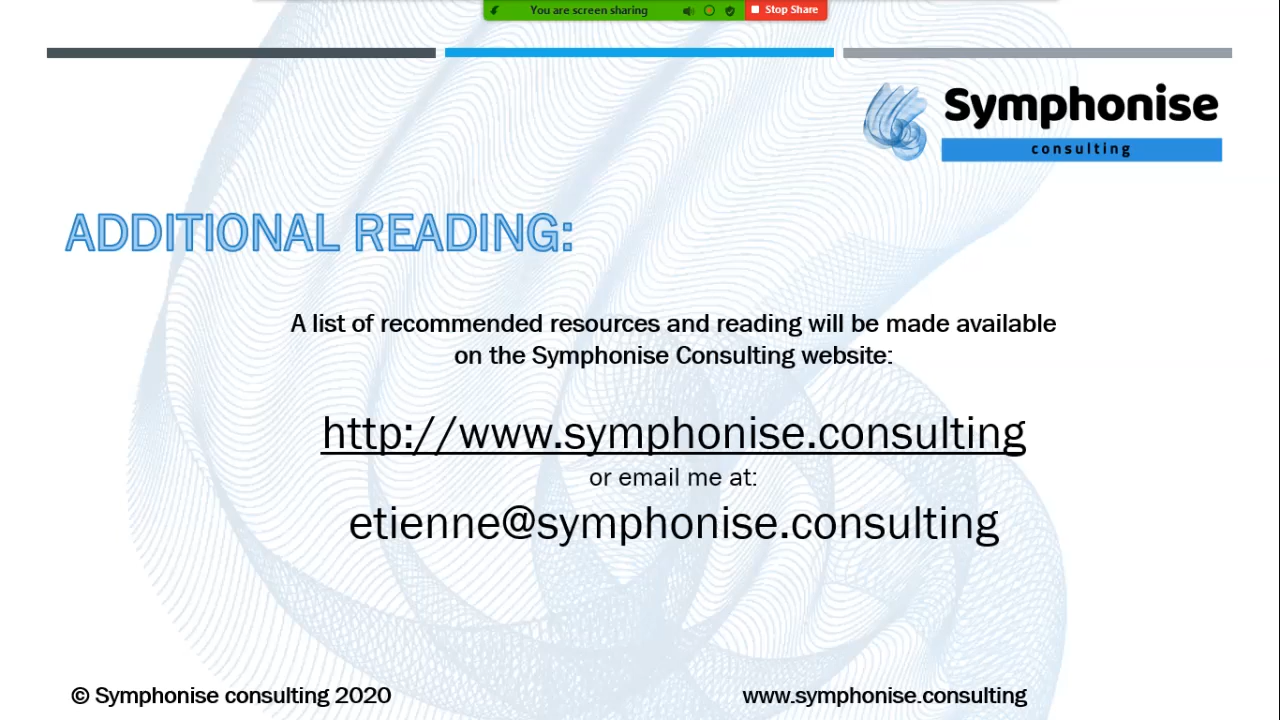 You are screen sharing
Stop Share
Symphonise
consulting
ADDITIONAL READING:
A list of recommended resources and reading will be made available
on the Symphonise Consulting website:
http://www.symphonise.consulting
or email me at:
etienne@symphonise.consulting
© Symphonise consulting 2020
www.symphonise.consulting